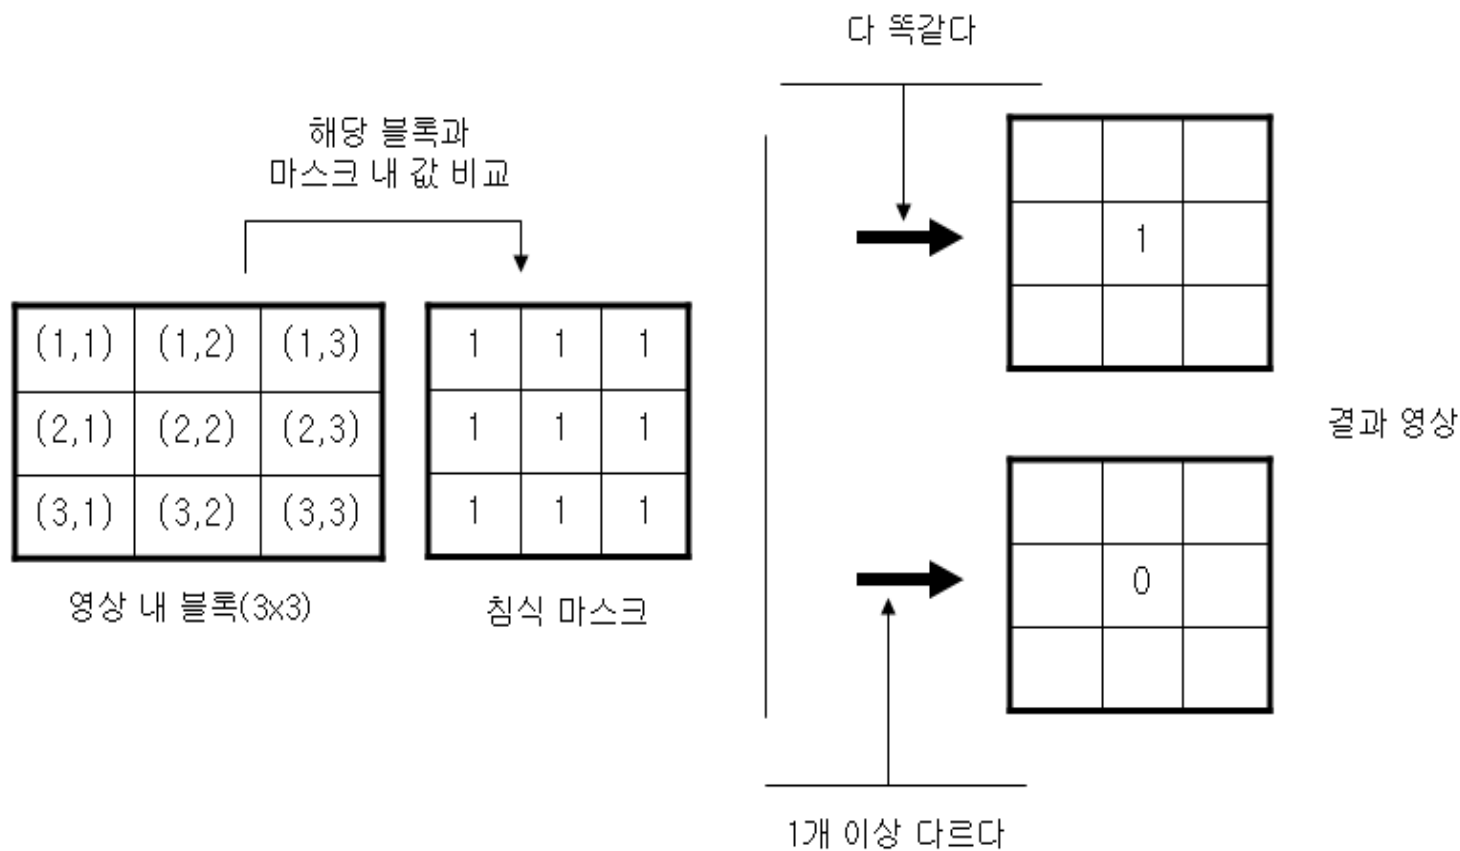 다 똑같다
해당 블록과
마스크 내 값 비교
1
(1,1) (1,2) (1,3)
(2,1) (2,2) (2,3)
(3,1) (3,2) (3,3)
1 1 1
1 1 1
1 1 1
영상 내 블록(3x3)
침식 마스크
결과 영상
0
1개 이상 다르다